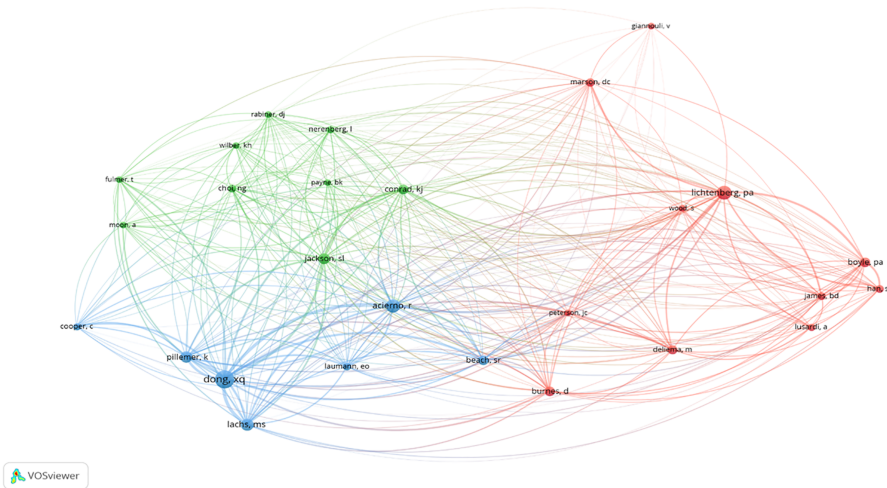 giannouli, v
marson, dc
rabiner, dj
nerenberg, l
wilber, kh
fulmer, t
choi, ng
payne, bk
conrad, kj
lichtenberg, pa
wood, s
moon, a
jackson, sl
boyle, pa
han, s
james, bd
acierno, r
peterson, jc
cooper, c
lusardi, a
deliema, m
pillemer, k
beach, sr
laumann, eo
dong, xq
burnes, d
lachs, ms
VOSviewer